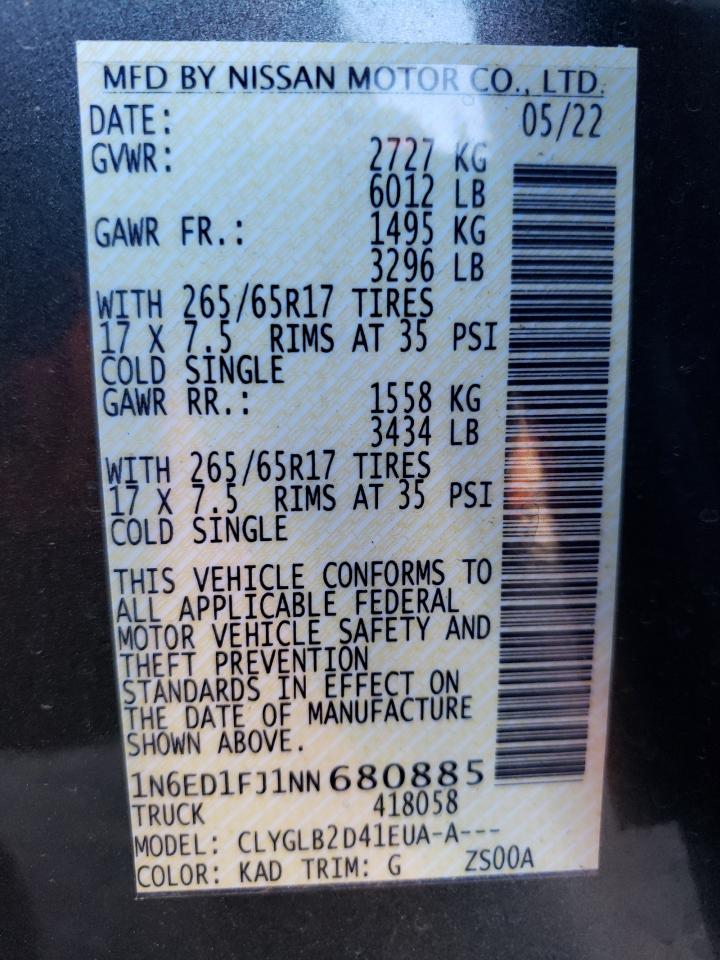 MFD BY NISSAN MOTOR CO., LTD.
DATE: 05/22
GVWR: 2727 KG
6012 LB
GAWR FR.: 1495 KG
3296 LB
WITH 265/65R17 TIRES
17 X 7.5 RIMS AT 35 PSI
COLD SINGLE
GAWR RR.: 1558 KG
3434 LB
WITH 265/65R17 TIRES
17 X 7.5 RIMS AT 35 PSI
COLD SINGLE
THIS VEHICLE CONFORMS TO
ALL APPLICABLE FEDERAL
MOTOR VEHICLE SAFETY AND
THEFT PREVENTION
STANDARDS IN EFFECT ON
THE DATE OF MANUFACTURE
SHOWN ABOVE.
1N6ED1FJ1NN680885
TRUCK 418058
MODEL: CLYGLB2D41EUA-A---
COLOR: KAD TRIM: G ZS00A